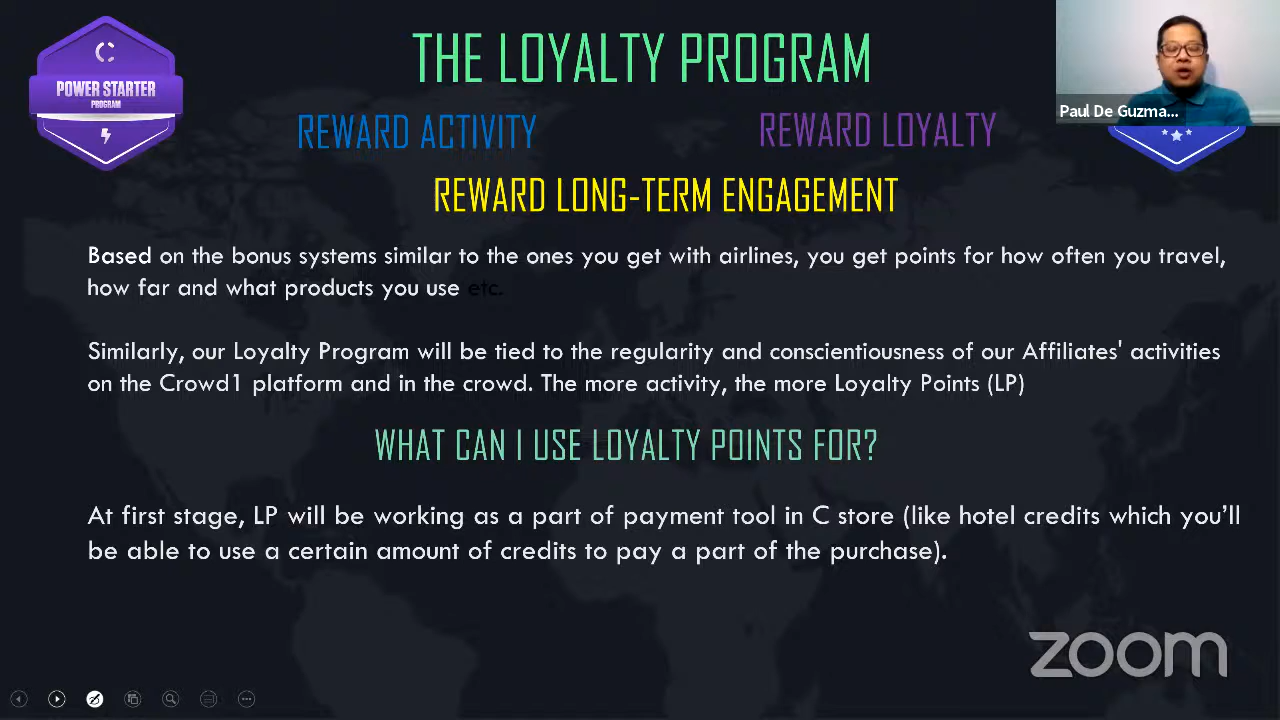 POWER STARTER
PROGRAM
THE LOYALTY PROGRAM
Paul De Guzma...
REWARD ACTIVITY
REWARD LOYALTY
REWARD LONG-TERM ENGAGEMENT
Based on the bonus systems similar to the ones you get with airlines, you get points for how often you travel,
how far and what products you use etc.
Similarly, our Loyalty Program will be tied to the regularity and conscientiousness of our Affiliates' activities
on the Crowd1 platform and in the crowd. The more activity, the more Loyalty Points (LP)
WHAT CAN I USE LOYALTY POINTS FOR?
At first stage, LP will be working as a part of payment tool in C store (like hotel credits which you’ll
be able to use a certain amount of credits to pay a part of the purchase).
zoom